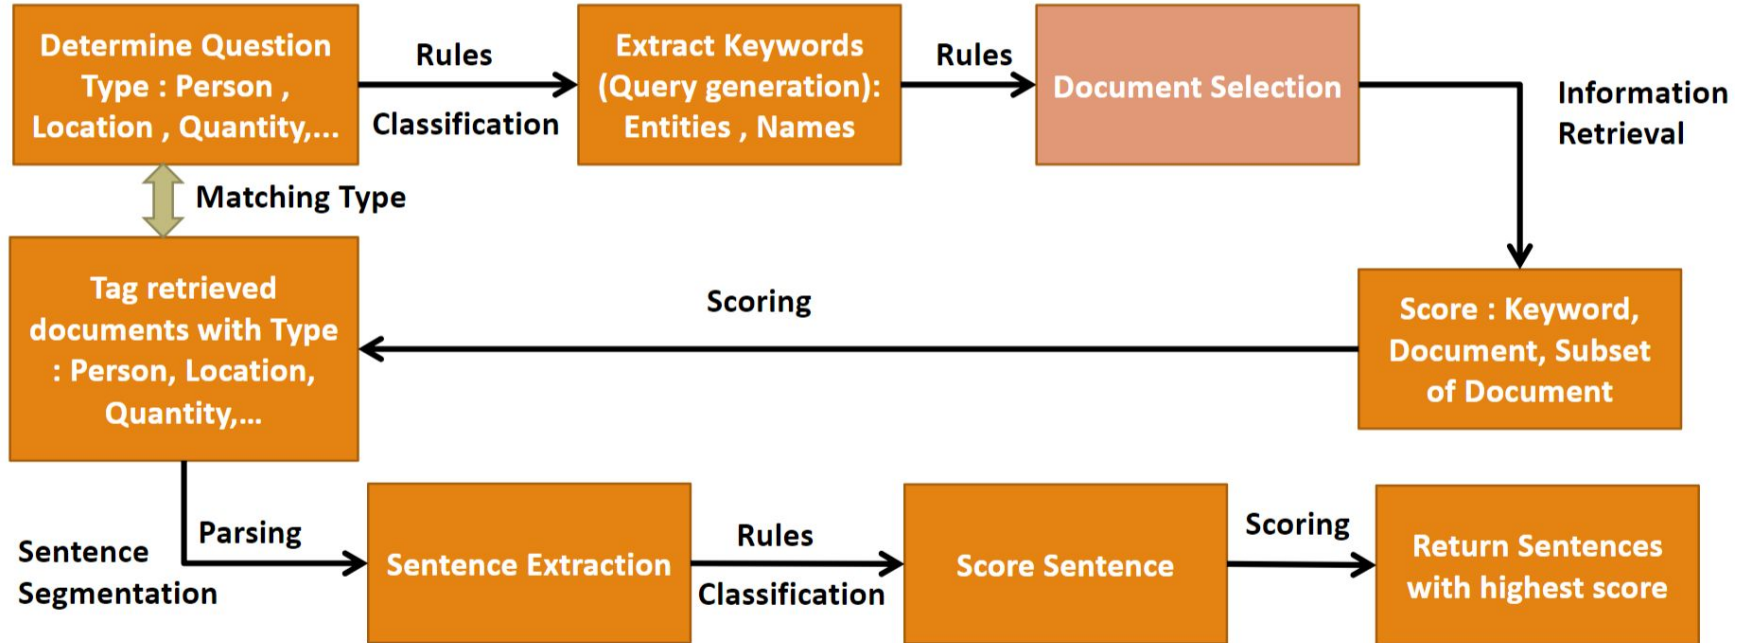 Determine Question
Type : Person ,
Location , Quantity,...
Rules
Classification
Extract Keywords
(Query generation):
Entities , Names
Rules
Document Selection
Information
Retrieval
Matching Type
Tag retrieved
documents with Type
: Person, Location,
Quantity,...
Scoring
Score : Keyword,
Document, Subset
of Document
Sentence
Segmentation
Parsing
Sentence Extraction
Rules
Classification
Score Sentence
Scoring
Return Sentences
with highest score